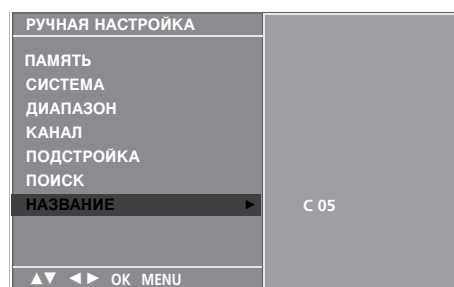 РУЧНАЯ НАСТРОЙКА
ПАМЯТЬ
СИСТЕМА
ДИАПАЗОН
КАНАЛ
ПОДСТРОЙКА
ПОИСК
НАЗВАНИЕ ► C 05
▲▼ ◄► OK MENU